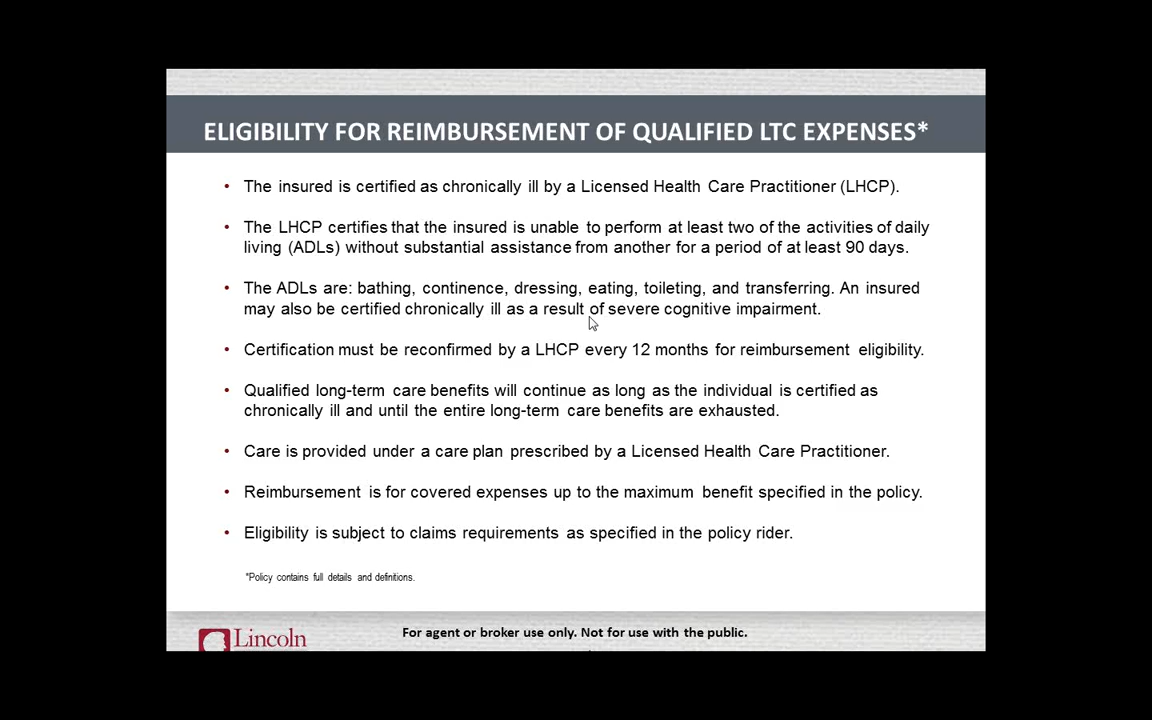 ELIGIBILITY FOR REIMBURSEMENT OF QUALIFIED LTC EXPENSES*
• The insured is certified as chronically ill by a Licensed Health Care Practitioner (LHCP).
• The LHCP certifies that the insured is unable to perform at least two of the activities of daily
living (ADLs) without substantial assistance from another for a period of at least 90 days.
• The ADLs are: bathing, continence, dressing, eating, toileting, and transferring. An insured
may also be certified chronically ill as a result of severe cognitive impairment.
• Certification must be reconfirmed by a LHCP every 12 months for reimbursement eligibility.
• Qualified long-term care benefits will continue as long as the individual is certified as
chronically ill and until the entire long-term care benefits are exhausted.
• Care is provided under a care plan prescribed by a Licensed Health Care Practitioner.
• Reimbursement is for covered expenses up to the maximum benefit specified in the policy.
• Eligibility is subject to claims requirements as specified in the policy rider.
*Policy contains full details and definitions.
For agent or broker use only. Not for use with the public.
Lincoln